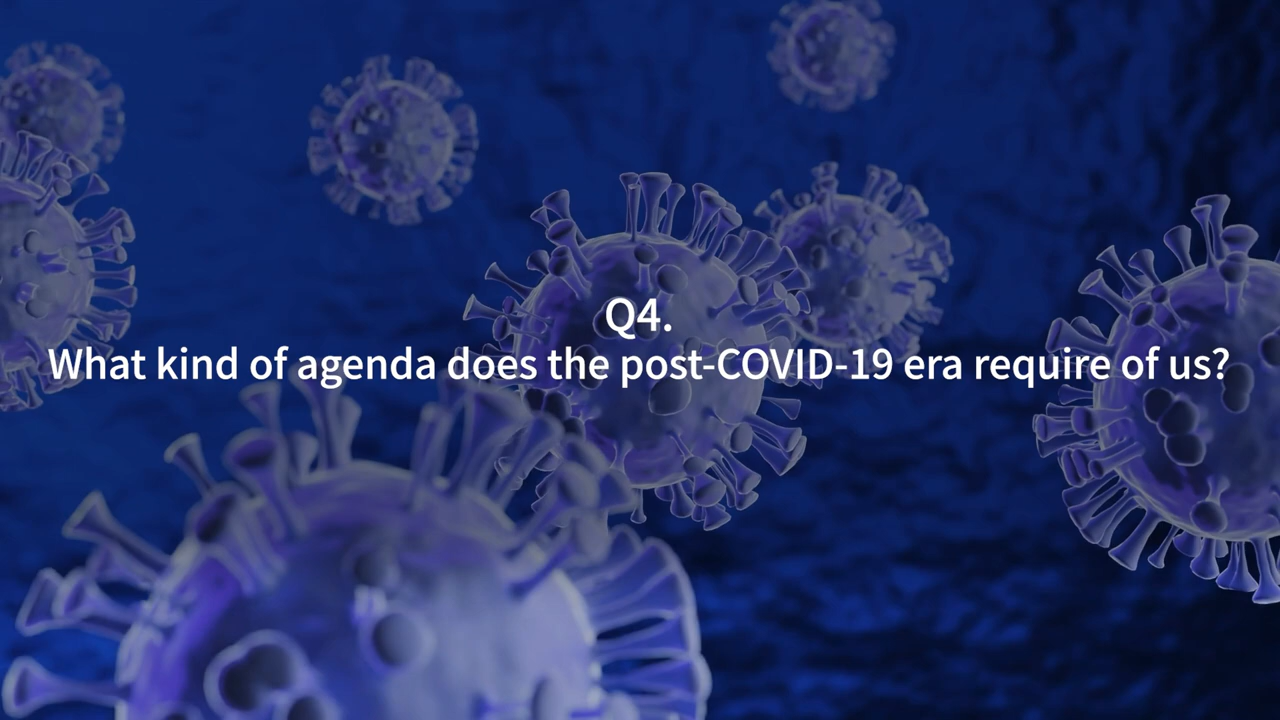 Q4.
What kind of agenda does the post-COVID-19 era require of us?